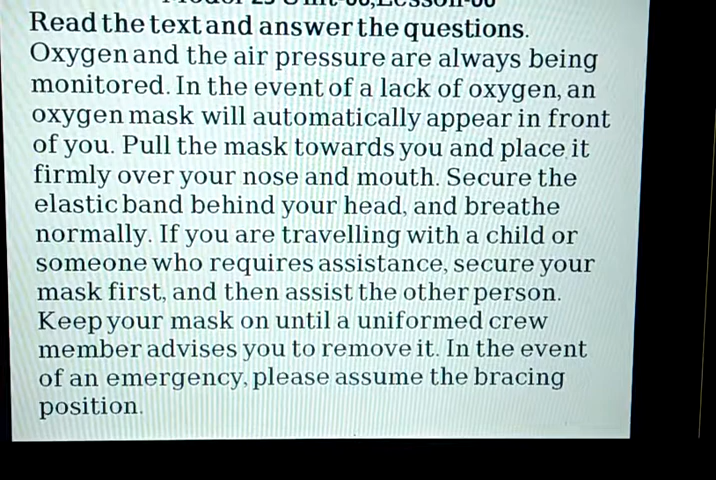 Read the text and answer the questions.
Oxygen and the air pressure are always being
monitored. In the event of a lack of oxygen, an
oxygen mask will automatically appear in front
of you. Pull the mask towards you and place it
firmly over your nose and mouth. Secure the
elastic band behind your head, and breathe
normally. If you are travelling with a child or
someone who requires assistance, secure your
mask first, and then assist the other person.
Keep your mask on until a uniformed crew
member advises you to remove it. In the event
of an emergency, please assume the bracing
position.